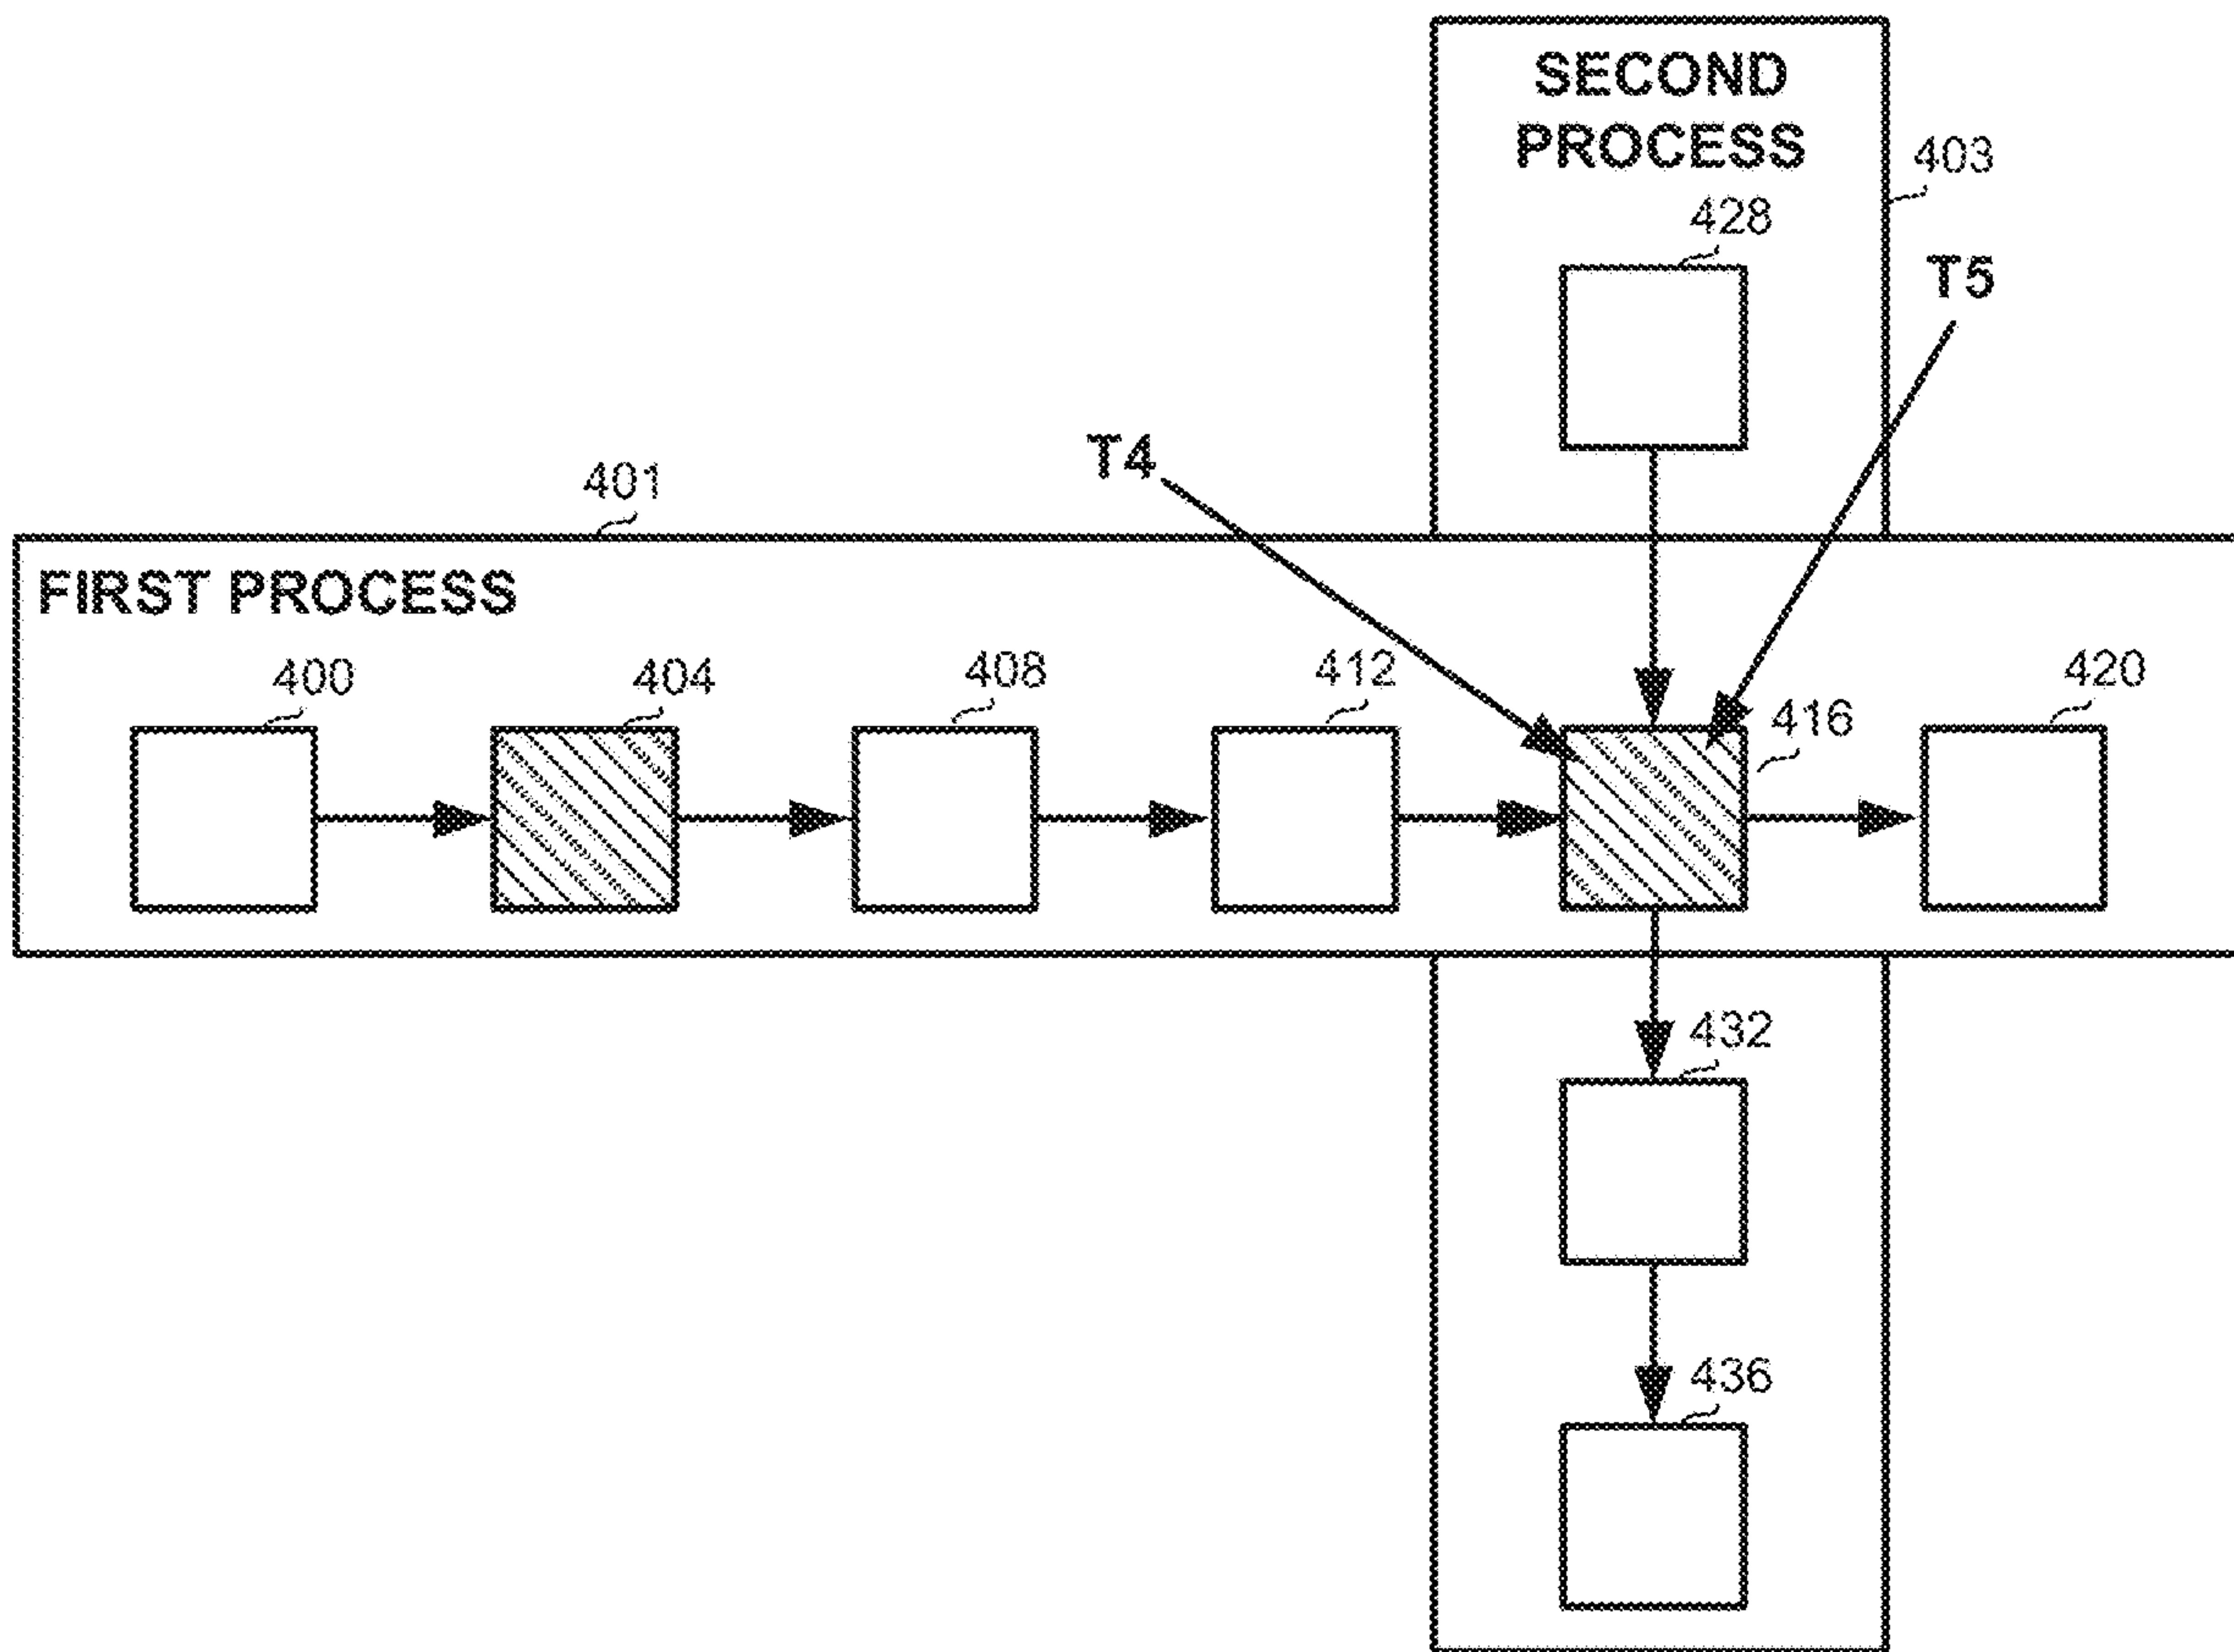 SECOND
PROCESS
403
428
T5
T4
401
FIRST PROCESS
400
404
408
412
416
420
432
436